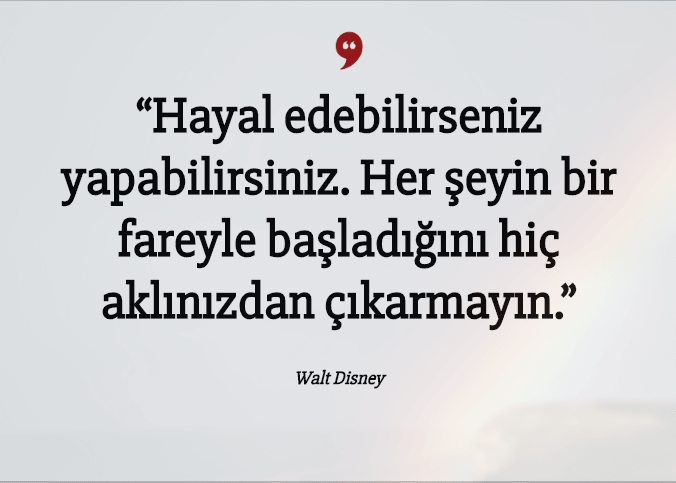 “Hayal edebilirseniz
yapabilirsiniz. Her şeyin bir
fareyle başladığını hiç
aklınızdan çıkarmayın.”
Walt Disney